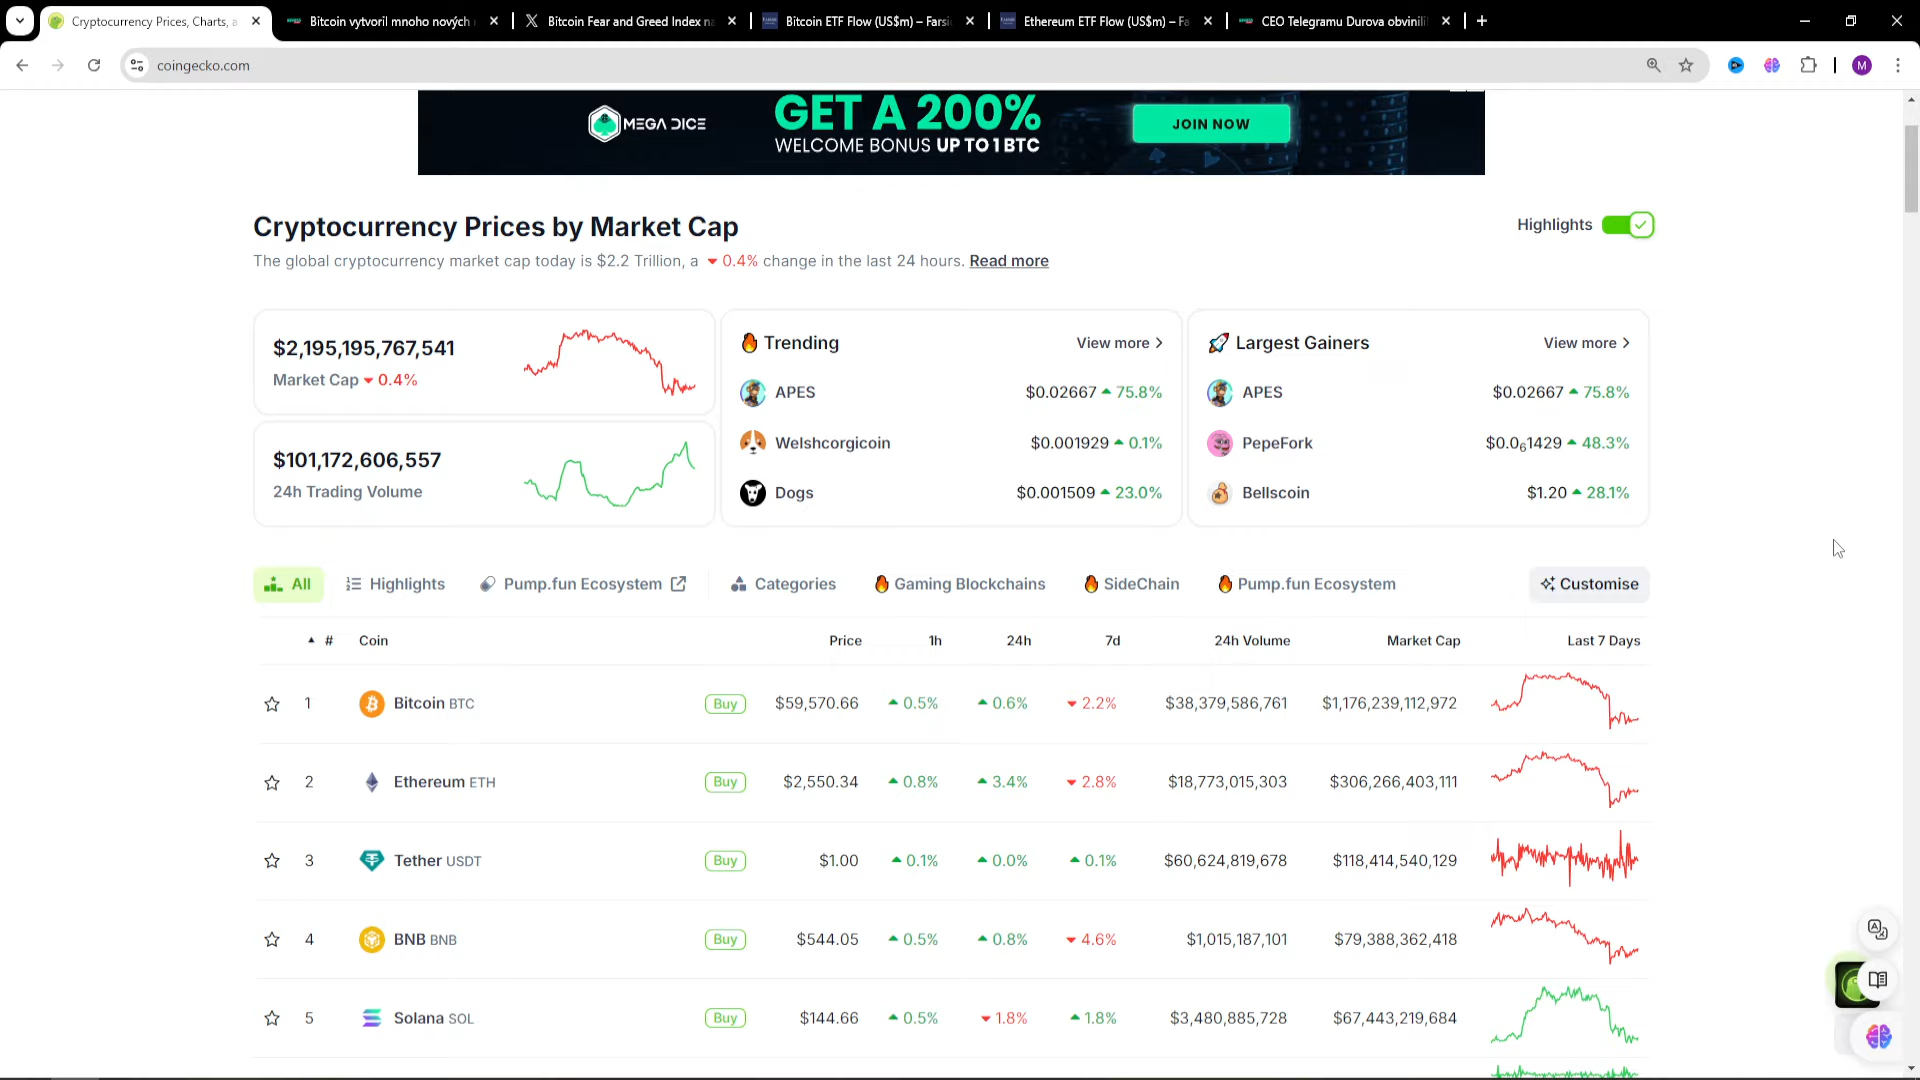 Cryptocurrency Prices, Charts, a
Bitcoin vytvoril mnoho nových
Bitcoin Fear and Greed Index na
Bitcoin ETF Flow (US$m) – Farsi
Ethereum ETF Flow (US$m) – Fa
CEO Telegramu Durova obvinili
coingecko.com
M
MEGA DICE
GET A 200%
WELCOME BONUS UP TO 1 BTC
JOIN NOW
Cryptocurrency Prices by Market Cap
Highlights
The global cryptocurrency market cap today is $2.2 Trillion, a 0.4% change in the last 24 hours. Read more
$2,195,195,767,541
Market Cap 0.4%
$101,172,606,557
24h Trading Volume
Trending View more
APES $0.02667 75.8%
Welshcorgicoin $0.001929 0.1%
Dogs $0.001509 23.0%
Largest Gainers View more
APES $0.02667 75.8%
PepeFork $0.0₆1429 48.3%
Bellscoin $1.20 28.1%
All Highlights Pump.fun Ecosystem Categories Gaming Blockchains SideChain Pump.fun Ecosystem Customise
# Coin Price 1h 24h 7d 24h Volume Market Cap Last 7 Days
1 Bitcoin BTC Buy $59,570.66 0.5% 0.6% 2.2% $38,379,586,761 $1,176,239,112,972
2 Ethereum ETH Buy $2,550.34 0.8% 3.4% 2.8% $18,773,015,303 $306,266,403,111
3 Tether USDT Buy $1.00 0.1% 0.0% 0.1% $60,624,819,678 $118,414,540,129
4 BNB BNB Buy $544.05 0.5% 0.8% 4.6% $1,015,187,101 $79,388,362,418
5 Solana SOL Buy $144.66 0.5% 1.8% 1.8% $3,480,885,728 $67,443,219,684